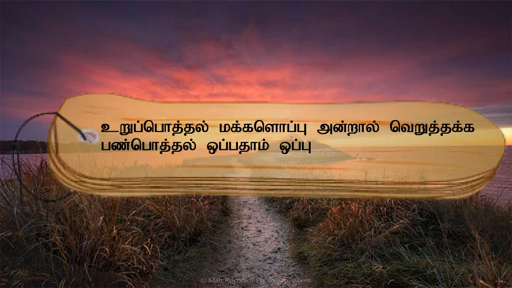 உறுப்பொத்தல் மக்களொப்பு அன்றால் வெறுத்தக்க
பண்பொத்தல் ஒப்பதாம் ஒப்பு